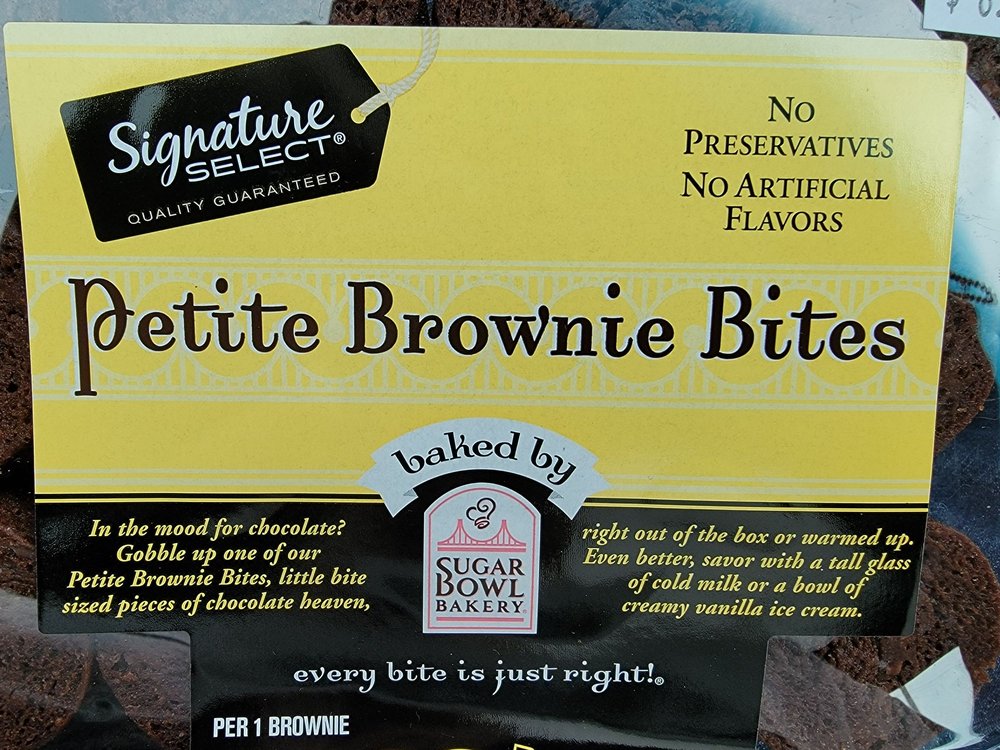 Signature
SELECT®
QUALITY GUARANTEED
NO
PRESERVATIVES
NO ARTIFICIAL
FLAVORS
Petite Brownie Bites
baked by
SUGAR
BOWL
BAKERY®
In the mood for chocolate?
Gobble up one of our
Petite Brownie Bites, little bite
sized pieces of chocolate heaven,
right out of the box or warmed up.
Even better, savor with a tall glass
of cold milk or a bowl of
creamy vanilla ice cream.
every bite is just right!®
PER 1 BROWNIE